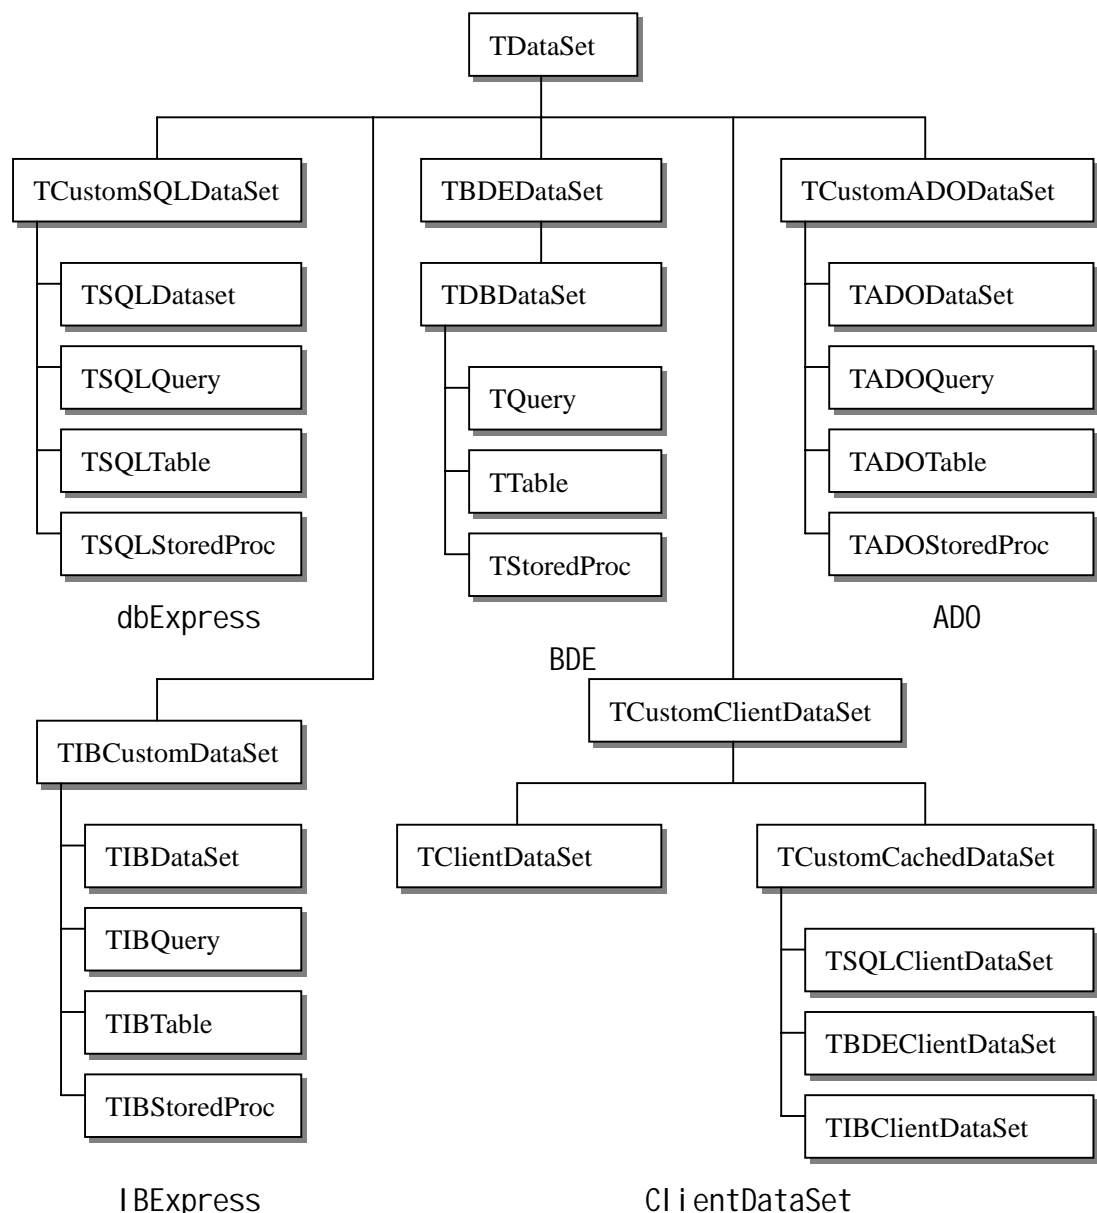 TDataSet
TCustomSQLDataSet
TBDEDataSet
TCustomADODataSet
TSQLDataset
TDBDataSet
TADODataSet
TSQLQuery
TQuery
TADOQuery
TSQLTable
TTable
TADOTable
TSQLStoredProc
TStoredProc
TADOStoredProc
dbExpress
ADO
BDE
TCustomClientDataSet
TIBCustomDataSet
TIBDataSet
TClientDataSet
TCustomCachedDataSet
TIBQuery
TSQLClientDataSet
TIBTable
TBDEClientDataSet
TIBStoredProc
TIBClientDataSet
IBExpress
ClientDataSet